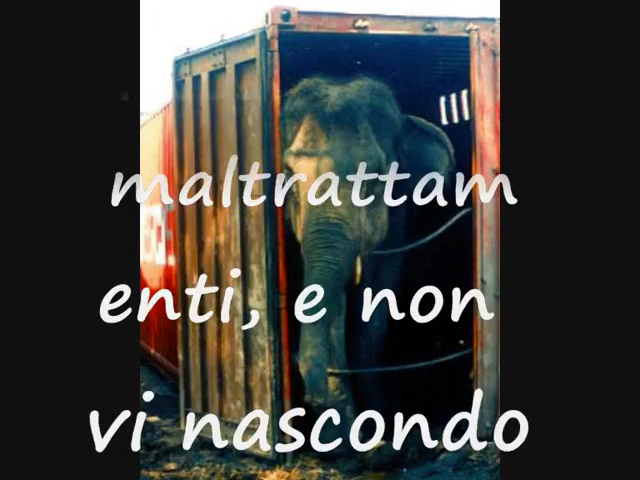 maltrattam
enti, e non
vi nascondo